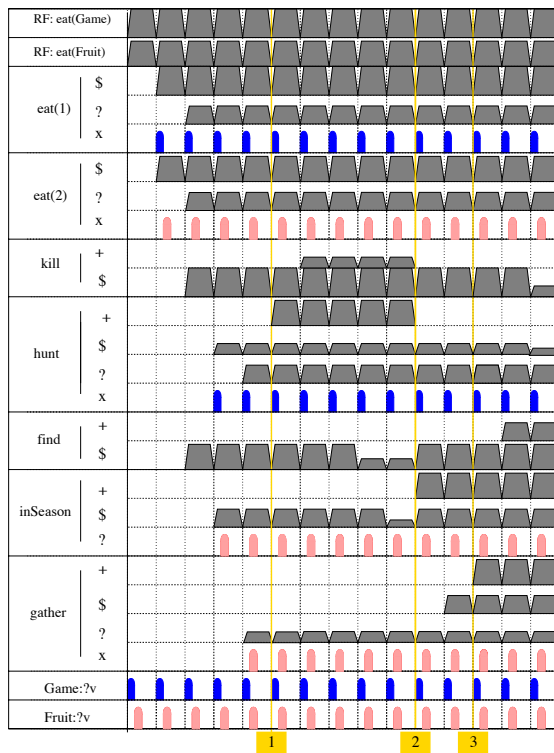 RF: eat(Game)
RF: eat(Fruit)
eat(1)
$
?
x
eat(2)
$
?
x
kill
+
$
hunt
+
$
?
x
find
+
$
inSeason
+
$
?
gather
+
$
?
x
Game:?v
Fruit:?v
1 2 3